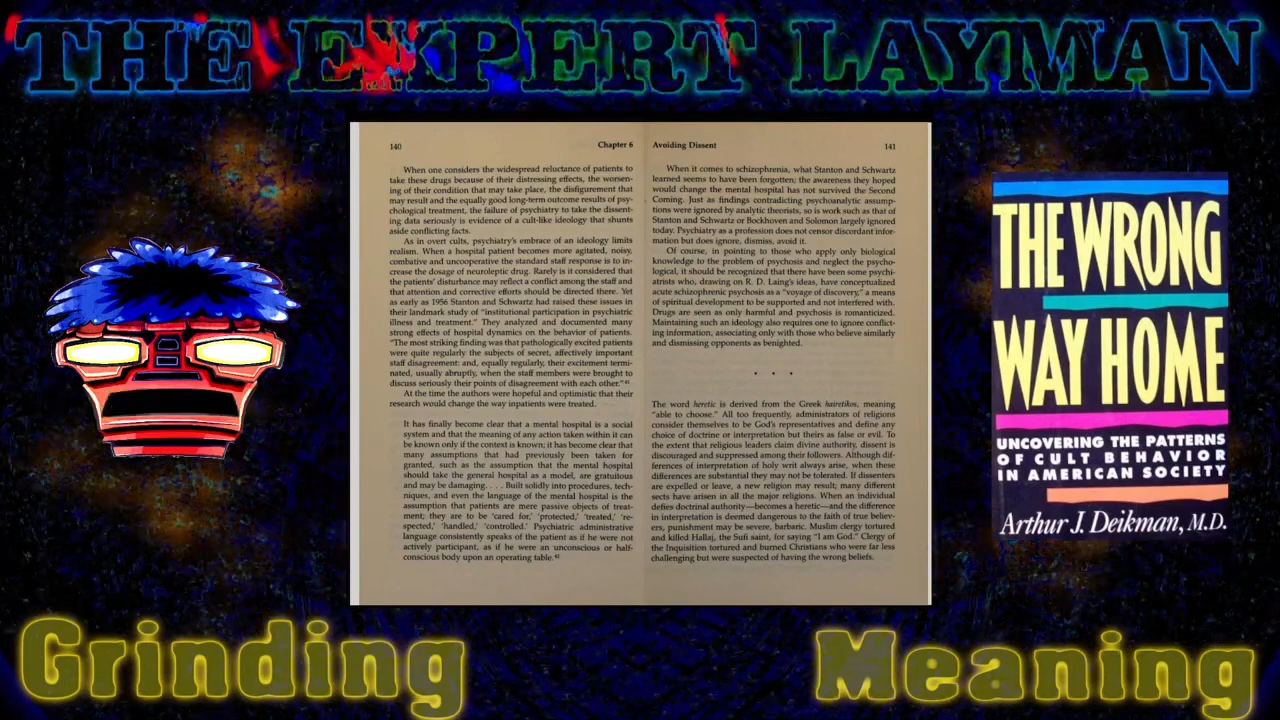 THE EXPERT LAYMAN
140 Chapter 6
When one considers the widespread reluctance of patients to
take these drugs because of their distressing effects, the worsen-
ing of their condition that may take place, the disfigurement that
may result and the equally good long-term outcome results of psy-
chological treatment, the failure of psychiatry to take the dissent-
ing data seriously is evidence of a cult-like ideology that shunts
aside conflicting facts.
As in overt cults, psychiatry's embrace of an ideology limits
realism. When a hospital patient becomes more agitated, noisy,
combative and uncooperative the standard staff response is to in-
crease the dosage of neuroleptic drug. Rarely is it considered that
the patients' disturbance may reflect a conflict among the staff and
that attention and corrective efforts should be directed there. Yet
as early as 1956 Stanton and Schwartz had raised these issues in
their landmark study of "institutional participation in psychiatric
illness and treatment." They analyzed and documented many
strong effects of hospital dynamics on the behavior of patients.
"The most striking finding was that pathologically excited patients
were quite regularly the subjects of secret, affectively important
staff disagreement: and, equally regularly, their excitement termi-
nated, usually abruptly, when the staff members were brought to
discuss seriously their points of disagreement with each other."41
At the time the authors were hopeful and optimistic that their
research would change the way inpatients were treated.
It has finally become clear that a mental hospital is a social
system and that the meaning of any action taken within it can
be known only if the context is known; it has become clear that
many assumptions that had previously been taken for
granted, such as the assumption that the mental hospital
should take the general hospital as a model, are gratuitous
and may be damaging. . . . Built solidly into procedures, tech-
niques, and even the language of the mental hospital is the
assumption that patients are mere passive objects of treat-
ment; they are to be 'cared for,' 'protected,' 'treated,' 're-
spected,' 'handled,' 'controlled.' Psychiatric administrative
language consistently speaks of the patient as if he were not
actively participant, as if he were an unconscious or half-
conscious body upon an operating table.42
Avoiding Dissent 141
When it comes to schizophrenia, what Stanton and Schwartz
learned seems to have been forgotten; the awareness they hoped
would change the mental hospital has not survived the Second
Coming. Just as findings contradicting psychoanalytic assump-
tions were ignored by analytic theorists, so is work such as that of
Stanton and Schwartz or Bockhoven and Solomon largely ignored
today. Psychiatry as a profession does not censor discordant infor-
mation but does ignore, dismiss, avoid it.
Of course, in pointing to those who apply only biological
knowledge to the problem of psychosis and neglect the psycho-
logical, it should be recognized that there have been some psychi-
atrists who, drawing on R. D. Laing's ideas, have conceptualized
acute schizophrenic psychosis as a "voyage of discovery," a means
of spiritual development to be supported and not interfered with.
Drugs are seen as only harmful and psychosis is romanticized.
Maintaining such an ideology also requires one to ignore conflict-
ing information, associating only with those who believe similarly
and dismissing opponents as benighted.
• • •
The word heretic is derived from the Greek hairetikos, meaning
"able to choose." All too frequently, administrators of religions
consider themselves to be God's representatives and define any
choice of doctrine or interpretation but theirs as false or evil. To
the extent that religious leaders claim divine authority, dissent is
discouraged and suppressed among their followers. Although dif-
ferences of interpretation of holy writ always arise, when these
differences are substantial they may not be tolerated. If dissenters
are expelled or leave, a new religion may result; many different
sects have arisen in all the major religions. When an individual
defies doctrinal authority—becomes a heretic—and the difference
in interpretation is deemed dangerous to the faith of true believ-
ers, punishment may be severe, barbaric. Muslim clergy tortured
and killed Hallaj, the Sufi saint, for saying "I am God." Clergy of
the Inquisition tortured and burned Christians who were far less
challenging but were suspected of having the wrong beliefs.
THE WRONG
WAY HOME
UNCOVERING THE PATTERNS
OF CULT BEHAVIOR
IN AMERICAN SOCIETY
Arthur J. Deikman, M.D.
Grinding Meaning